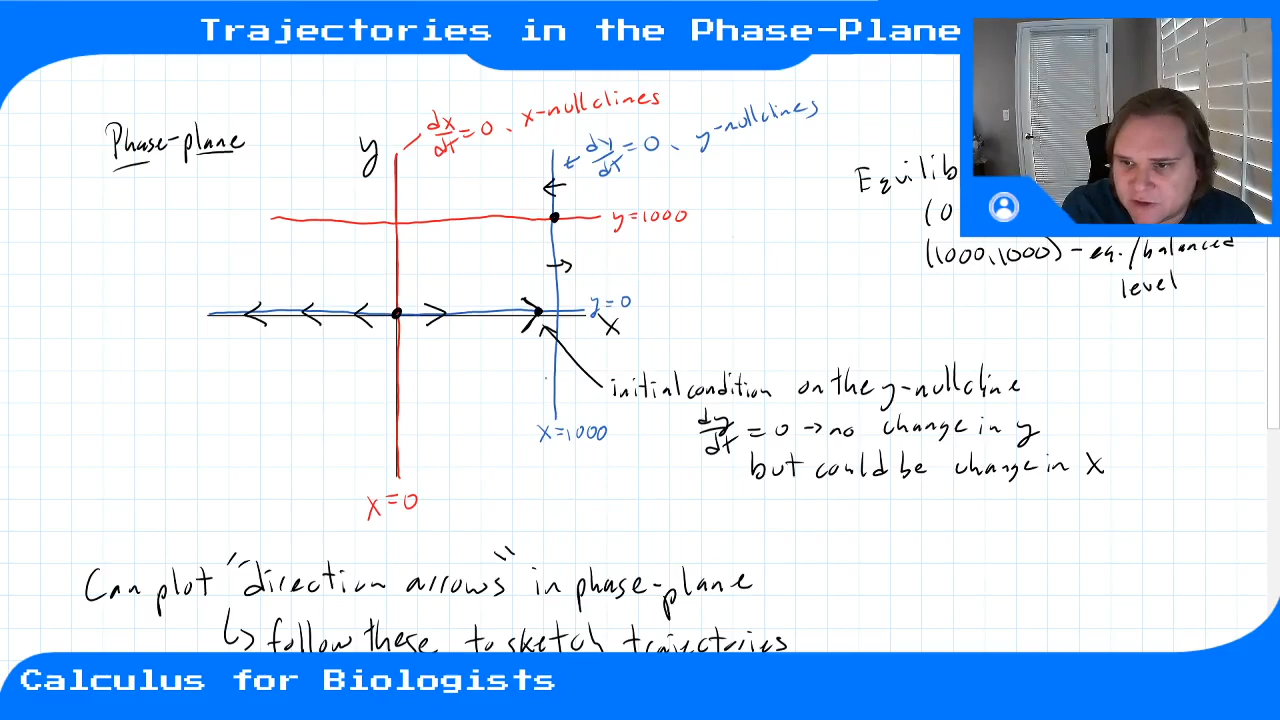 Trajectories in the Phase-Plane
Phase-plane
y
dx/dt = 0, x-nullclines
dy/dt = 0, y-nullclines
y=1000
y=0
x
x=1000
x=0
(0
(1000,1000) - eq./balanced
level
initial condition on the y-nullcline
dy/dt = 0 → no change in y
but could be change in x
Can plot "direction arrows" in phase-plane
↳ follow these to sketch trajectories
Calculus for Biologists